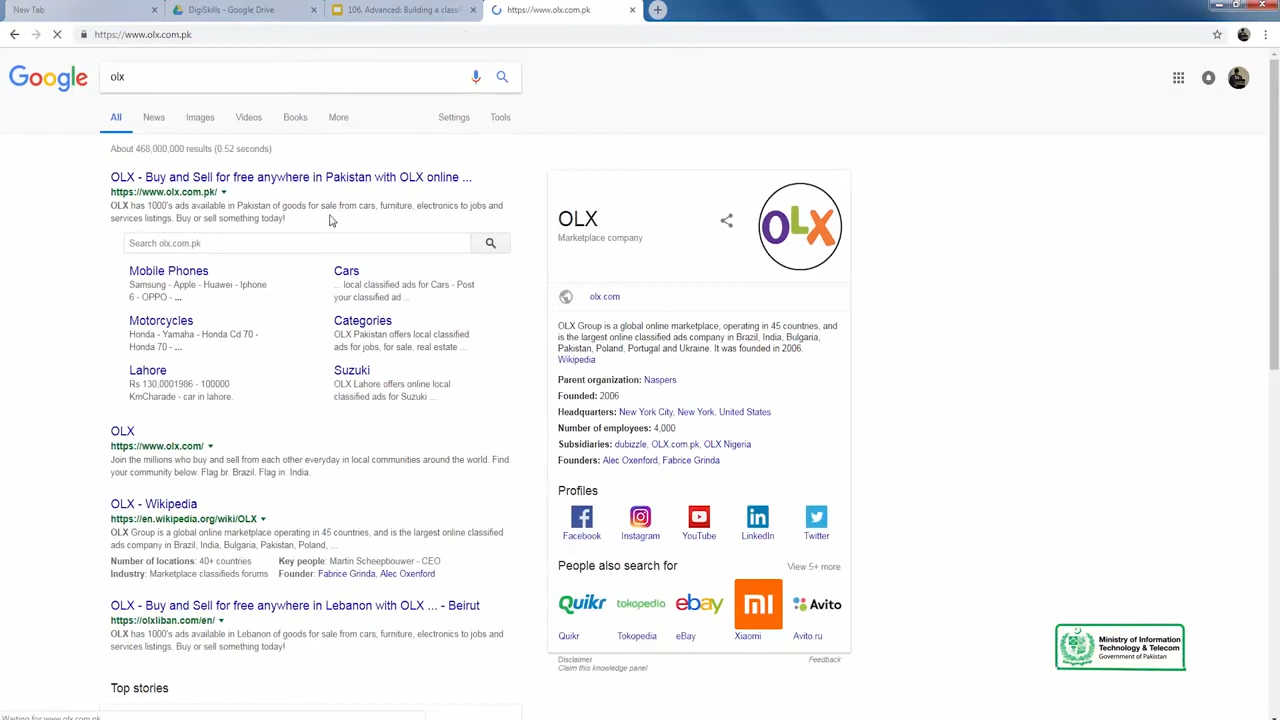 New Tab
DigiSkills - Google Drive
106. Advanced: Building a classif
https://www.olx.com.pk
https://www.olx.com.pk
Google
olx
All
News
Images
Videos
Books
More
Settings
Tools
About 468,000,000 results (0.52 seconds)
OLX - Buy and Sell for free anywhere in Pakistan with OLX online ...
https://www.olx.com.pk/
OLX has 1000's ads available in Pakistan of goods for sale from cars, furniture, electronics to jobs and
services listings. Buy or sell something today!
Search olx.com.pk
Mobile Phones
Samsung - Apple - Huawei - Iphone
6 - OPPO - ...
Cars
... local classified ads for Cars - Post
your classified ad ...
Motorcycles
Honda - Yamaha - Honda Cd 70 -
Honda 70 - ...
Categories
OLX Pakistan offers local classified
ads for jobs, for sale, real estate ...
Lahore
Rs 130,0001986 - 100000
KmCharade - car in lahore.
Suzuki
OLX Lahore offers online local
classified ads for Suzuki ...
OLX
https://www.olx.com/
Join the millions who buy and sell from each other everyday in local communities around the world. Find
your community below. Flag br. Brazil. Flag in. India.
OLX - Wikipedia
https://en.wikipedia.org/wiki/OLX
OLX Group is a global online marketplace operating in 45 countries, and is the largest online classified
ads company in Brazil, India, Bulgaria, Pakistan, Poland, ...
Number of locations: 40+ countries
Key people: Martin Scheepbouwer - CEO
Industry: Marketplace classifieds forums
Founder: Fabrice Grinda, Alec Oxenford
OLX - Buy and Sell for free anywhere in Lebanon with OLX ... - Beirut
https://olxliban.com/en/
OLX has 1000's ads available in Lebanon of goods for sale from cars, furniture, electronics to jobs and
services listings. Buy or sell something today!
Top stories
Waiting for www.olx.com.pk
OLX
Marketplace company
OLX
olx.com
OLX Group is a global online marketplace, operating in 45 countries, and
is the largest online classified ads company in Brazil, India, Bulgaria,
Pakistan, Poland, Portugal and Ukraine. It was founded in 2006.
Wikipedia
Parent organization: Naspers
Founded: 2006
Headquarters: New York City, New York, United States
Number of employees: 4,000
Subsidiaries: dubizzle, OLX.com.pk, OLX Nigeria
Founders: Alec Oxenford, Fabrice Grinda
Profiles
Facebook
Instagram
YouTube
LinkedIn
Twitter
People also search for
View 5+ more
Quikr
tokopedia
ebay
mi
Avito
Quikr
Tokopedia
eBay
Xiaomi
Avito.ru
Disclaimer
Claim this knowledge panel
Feedback
Ministry of Information
Technology & Telecom
Government of Pakistan